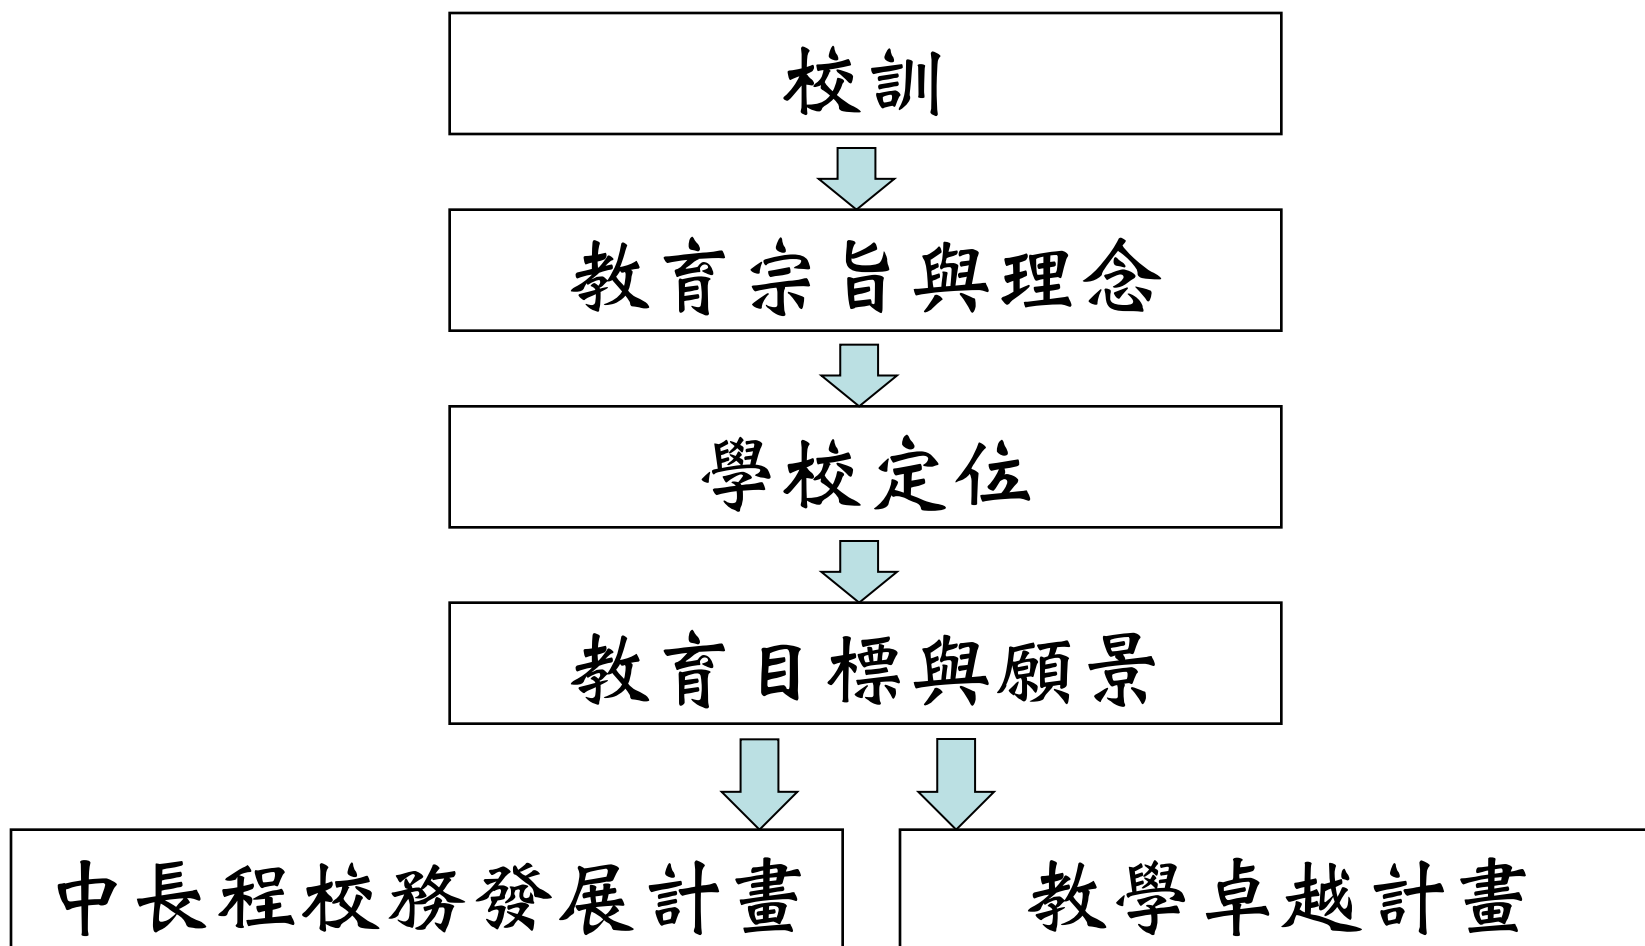 校訓
教育宗旨與理念
學校定位
教育目標與願景
中長程校務發展計畫
教學卓越計畫